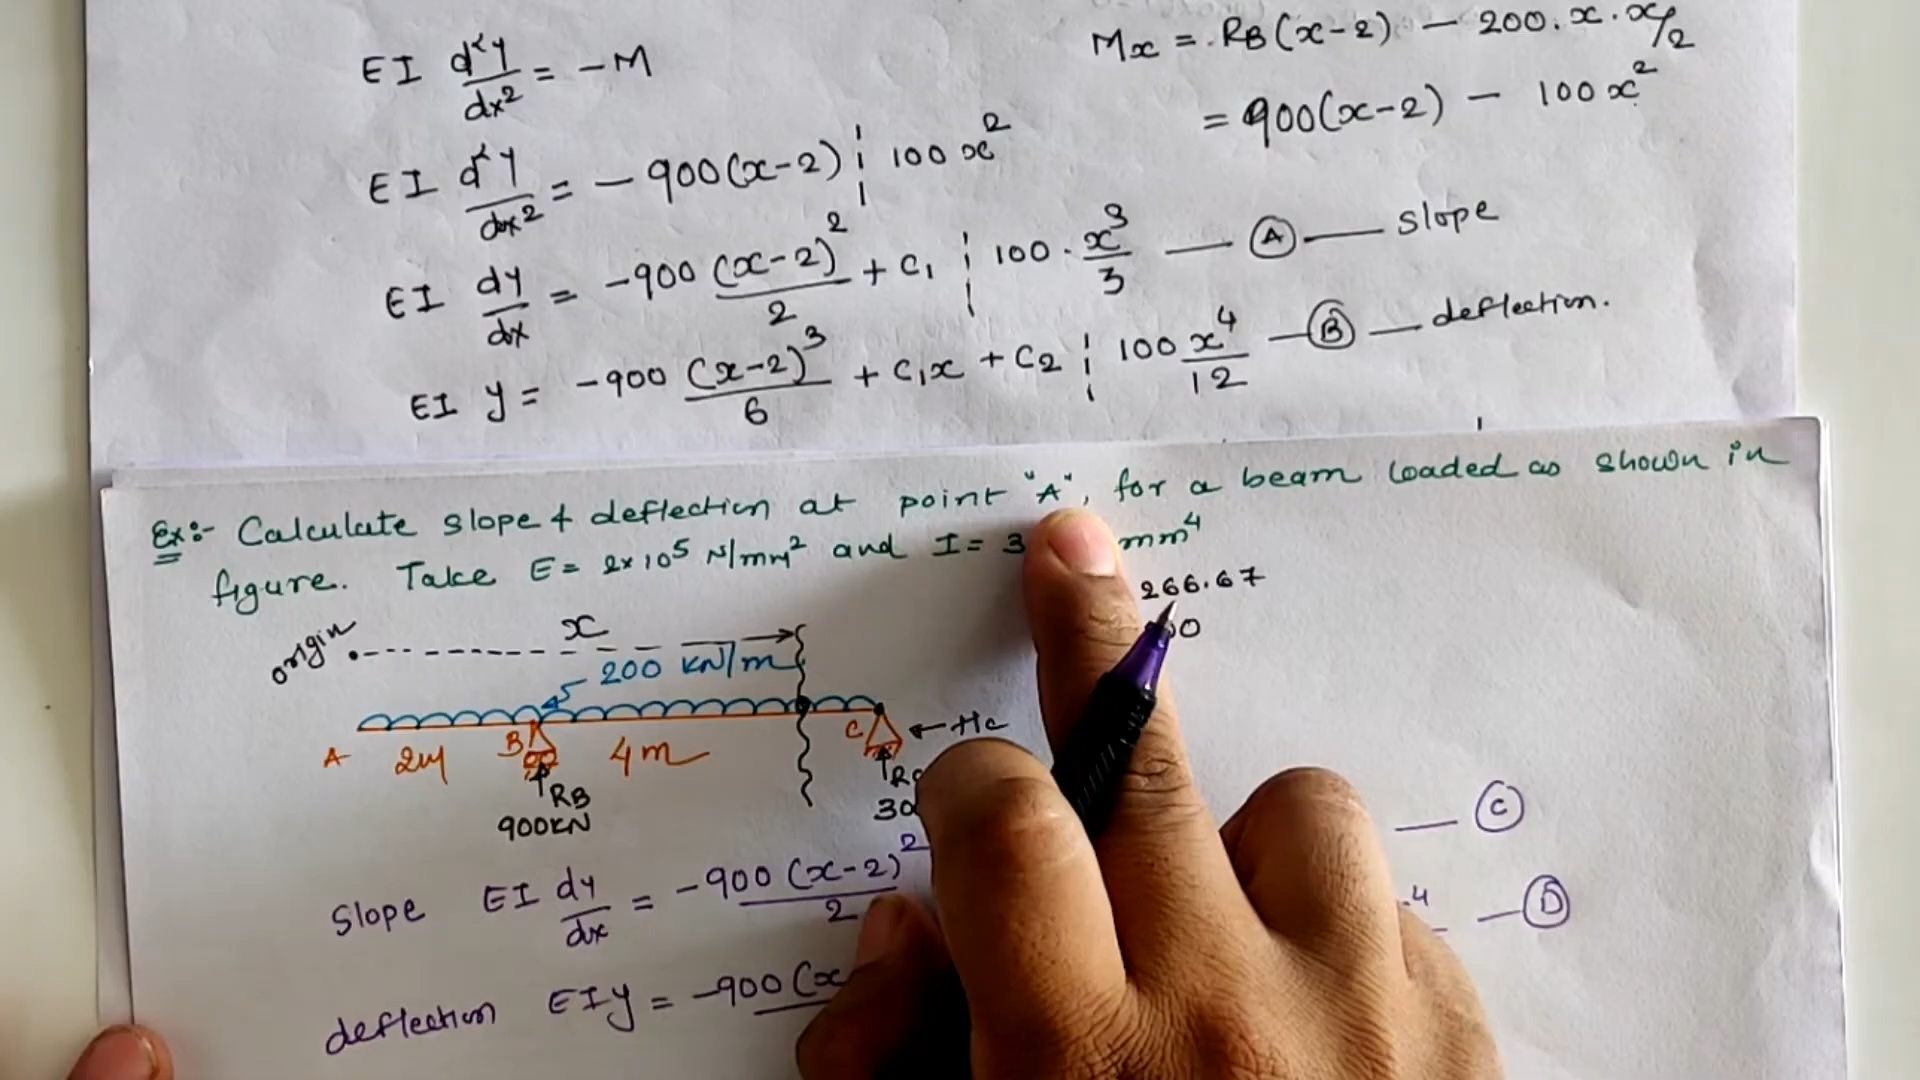 EI d²y/dx² = -M
Mx = RB(x-2) - 200.x.x/2
= 900(x-2) - 100x²
EI d²y/dx² = -900(x-2) ¦ 100x²
EI dy/dx = -900 (x-2)²/2 + C₁ ¦ 100.x³/3 — Ⓐ — slope
EI y = -900 (x-2)³/6 + C₁x + C₂ ¦ 100 x⁴/12 — Ⓑ — deflection.
Ex:- Calculate slope & deflection at point "A", for a beam loaded as shown in
figure. Take E = 2×10⁵ N/mm² and I = 3 mm⁴
266.67
origin x
200 KN/m
A 2m B 4m C ← Hc
↑RB
900KN
Slope EI dy/dx = -900 (x-2)²/2 — Ⓒ
deflection EIy = -900 (x — Ⓓ